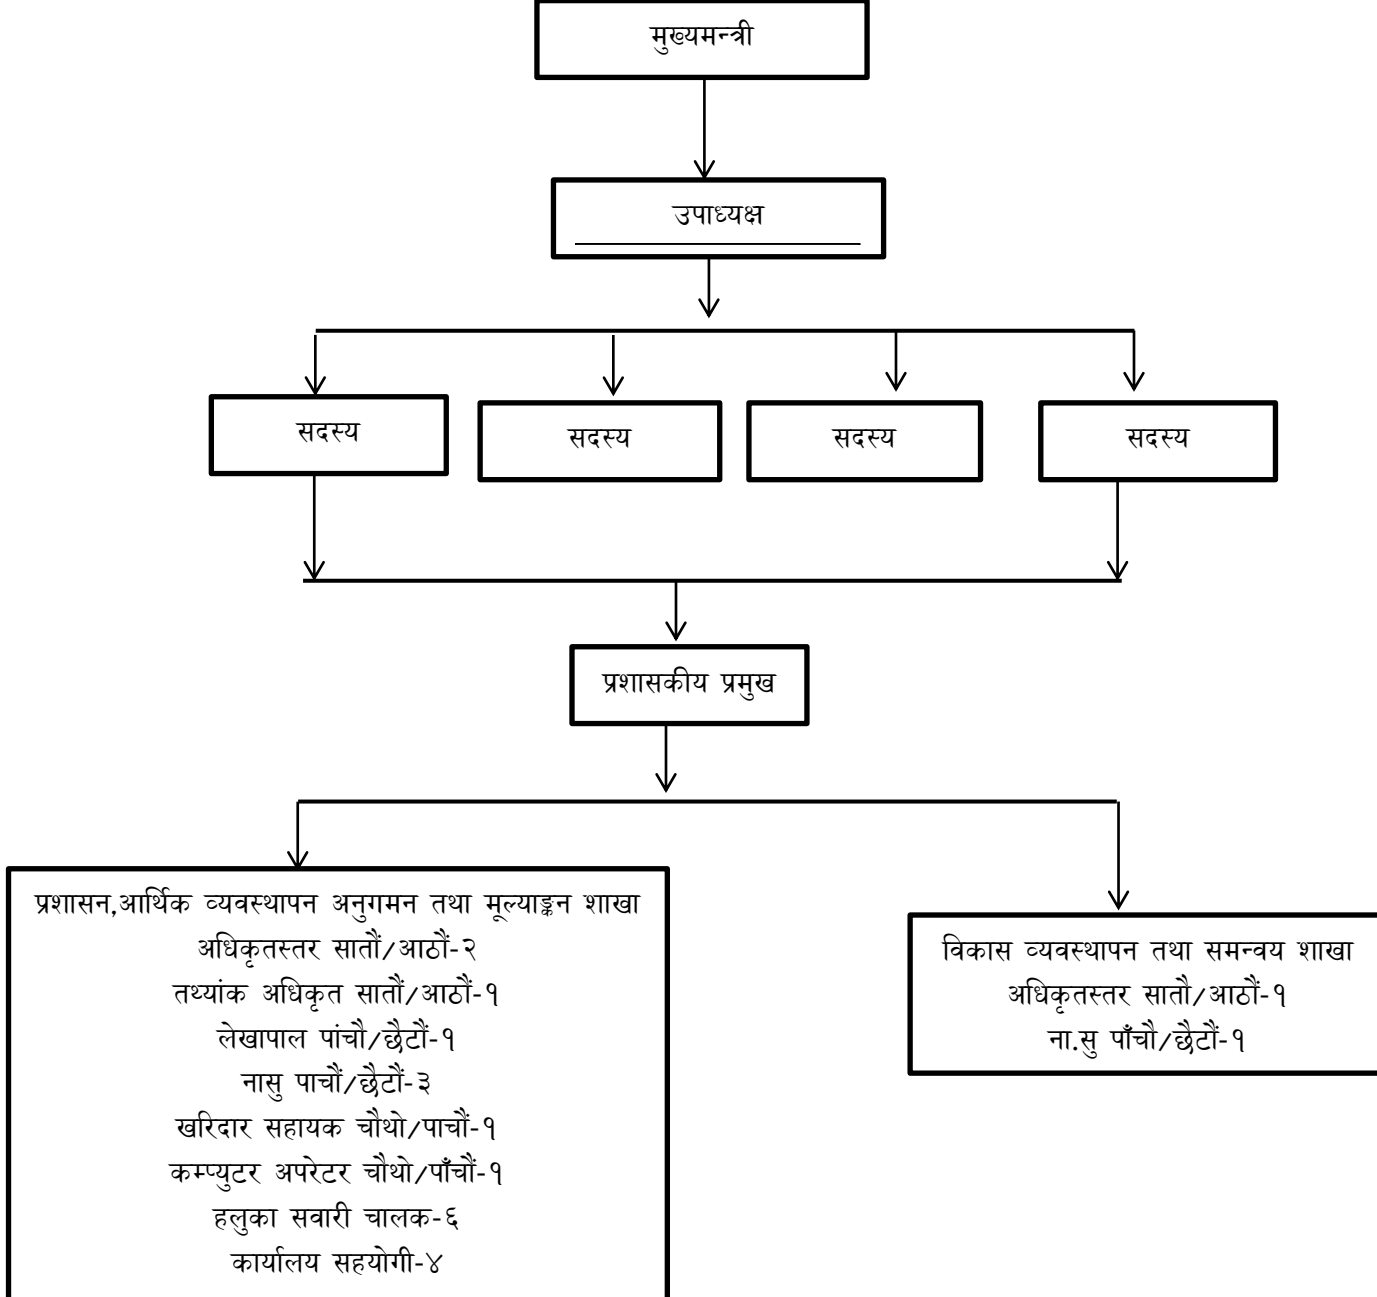 मुख्यमन्त्री
उपाध्यक्ष
सदस्य
सदस्य
सदस्य
सदस्य
प्रशासकीय प्रमुख
प्रशासन,आर्थिक व्यवस्थापन अनुगमन तथा मूल्याङ्कन शाखा
अधिकृतस्तर सातौं/आठौं-२
तथ्यांक अधिकृत सातौं/आठौं-१
लेखापाल पांचौ/छैटौं-१
नासु पाचौं/छैटौं-३
खरिदार सहायक चौथो/पाचौं-१
कम्प्युटर अपरेटर चौथो/पाँचौं-१
हलुका सवारी चालक-६
कार्यालय सहयोगी-४
विकास व्यवस्थापन तथा समन्वय शाखा
अधिकृतस्तर सातौ/आठौं-१
ना.सु पाँचौ/छैटौं-१